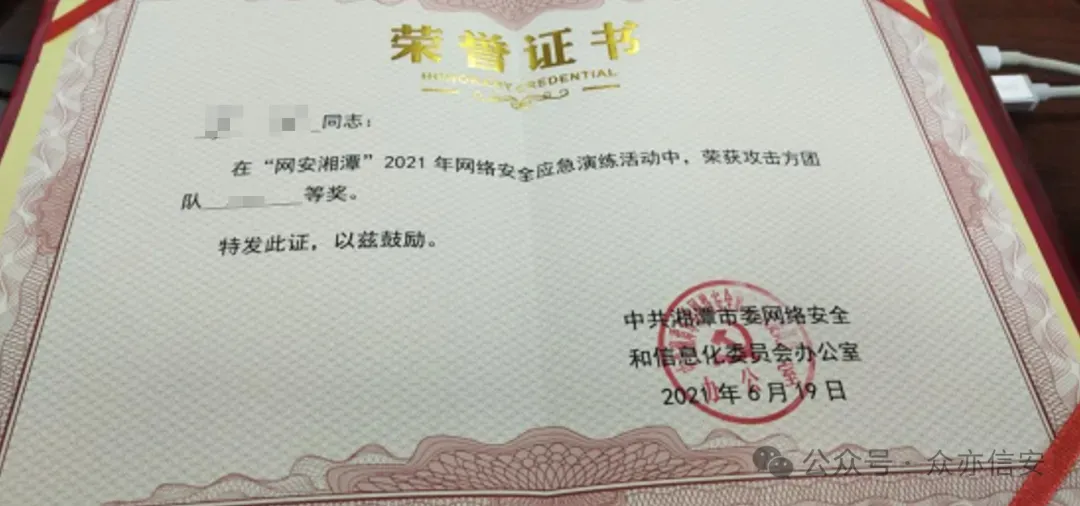 荣誉证书
HONORARY CREDENTIAL
同志：
在“网安湘潭”2021年网络安全应急演练活动中，荣获攻击方团
队 等奖。
特发此证，以兹鼓励。
中共湘潭市委网络安全
和信息化委员会办公室
2021年6月19日
办公
公众号·众亦信安